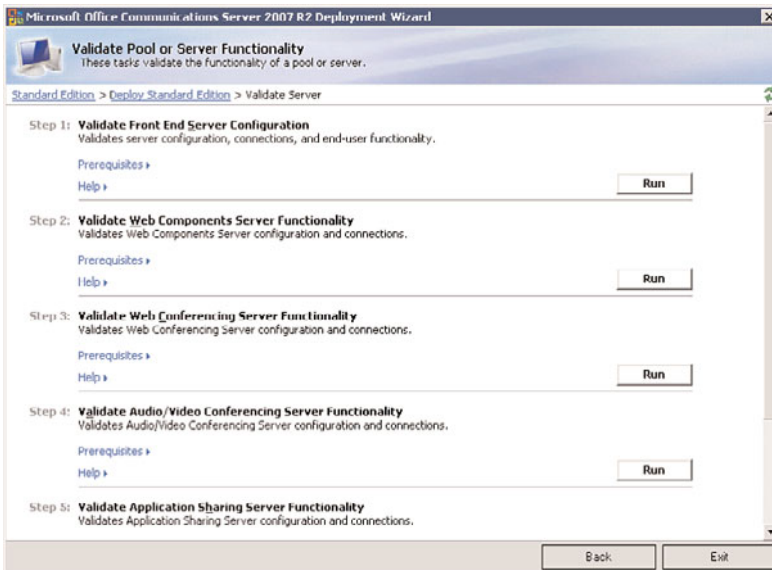 Microsoft Office Communications Server 2007 R2 Deployment Wizard
Validate Pool or Server Functionality
These tasks validate the functionality of a pool or server.
Standard Edition > Deploy Standard Edition > Validate Server
Step 1: Validate Front End Server Configuration
Validates server configuration, connections, and end-user functionality.
Prerequisites
Help
Run
Step 2: Validate Web Components Server Functionality
Validates Web Components Server configuration and connections.
Prerequisites
Help
Run
Step 3: Validate Web Conferencing Server Functionality
Validates Web Conferencing Server configuration and connections.
Prerequisites
Help
Run
Step 4: Validate Audio/Video Conferencing Server Functionality
Validates Audio/Video Conferencing Server configuration and connections.
Prerequisites
Help
Run
Step 5: Validate Application Sharing Server Functionality
Validates Application Sharing Server configuration and connections.
Back
Exit